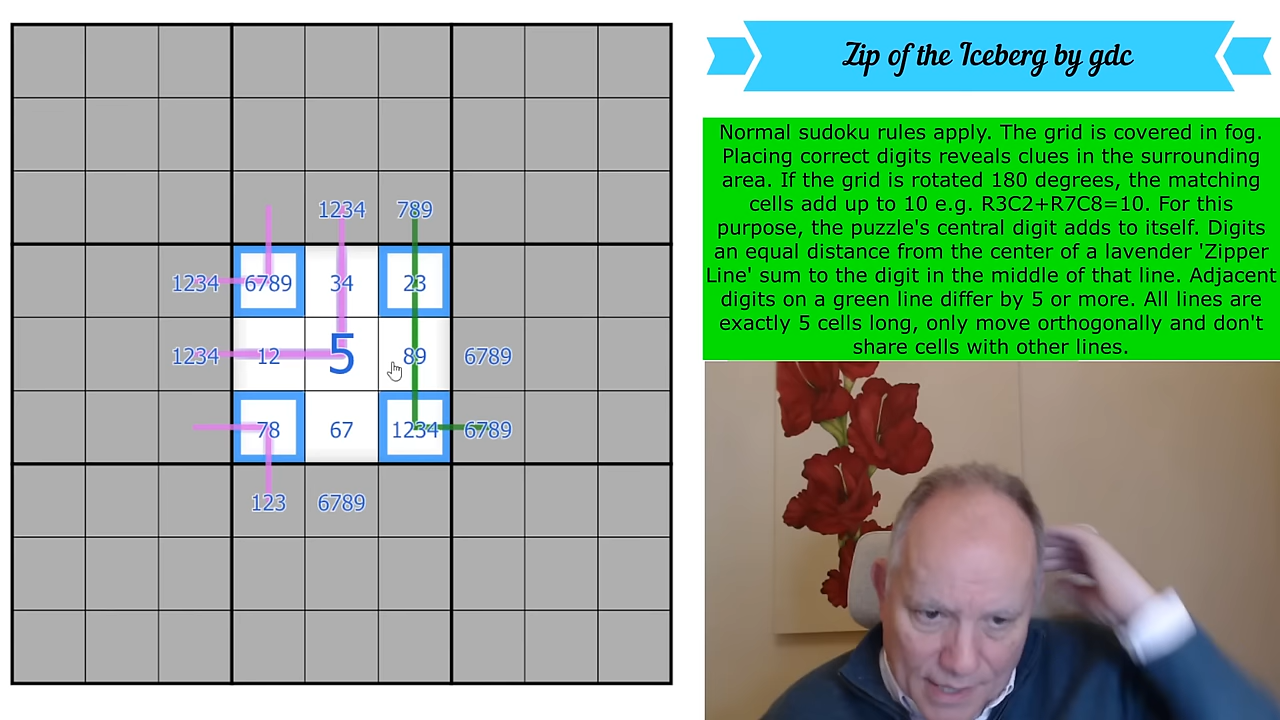 Zip of the Iceberg by gdc
Normal sudoku rules apply. The grid is covered in fog.
Placing correct digits reveals clues in the surrounding
area. If the grid is rotated 180 degrees, the matching
cells add up to 10 e.g. R3C2+R7C8=10. For this
purpose, the puzzle's central digit adds to itself. Digits
an equal distance from the center of a lavender 'Zipper
Line' sum to the digit in the middle of that line. Adjacent
digits on a green line differ by 5 or more. All lines are
exactly 5 cells long, only move orthogonally and don't
share cells with other lines.
1234 789
1234 6789 34 23
1234 12 5 89 6789
78 67 1234 6789
123 6789